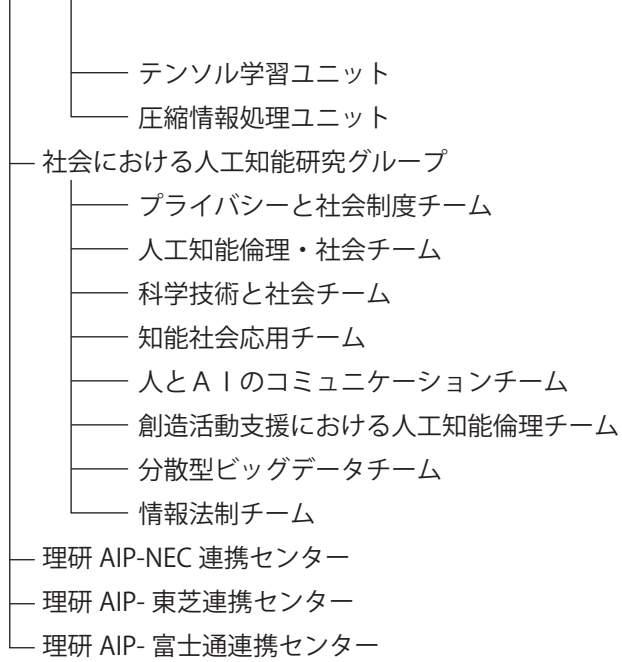 テンソル学習ユニット
圧縮情報処理ユニット
社会における人工知能研究グループ
プライバシーと社会制度チーム
人工知能倫理・社会チーム
科学技術と社会チーム
知能社会応用チーム
人とＡＩのコミュニケーションチーム
創造活動支援における人工知能倫理チーム
分散型ビッグデータチーム
情報法制チーム
理研 AIP-NEC 連携センター
理研 AIP- 東芝連携センター
理研 AIP- 富士通連携センター